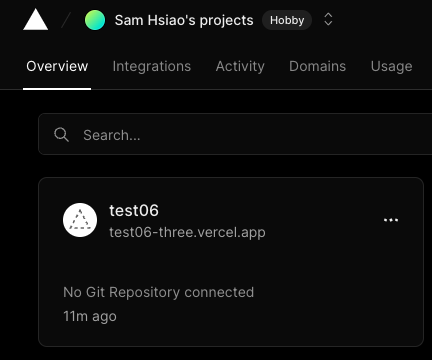 Sam Hsiao's projects Hobby
Overview Integrations Activity Domains Usage
Search...
test06
test06-three.vercel.app
No Git Repository connected
11m ago